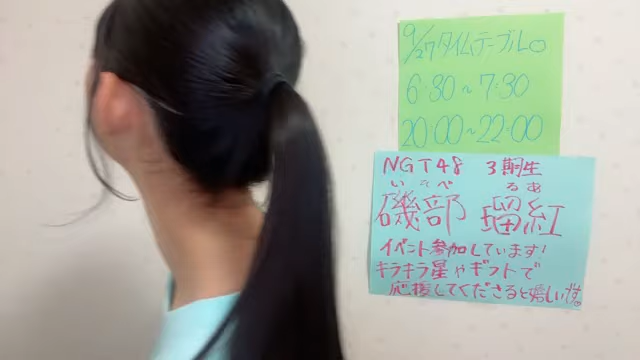 9/27タイムテーブル○
6:30～7:30
20:00～22:00
NGT48 3期生
いそべ るあ
磯部 瑠紅
イベント参加しています!
キラキラ星やギフトで
応援してくださると嬉しいです。